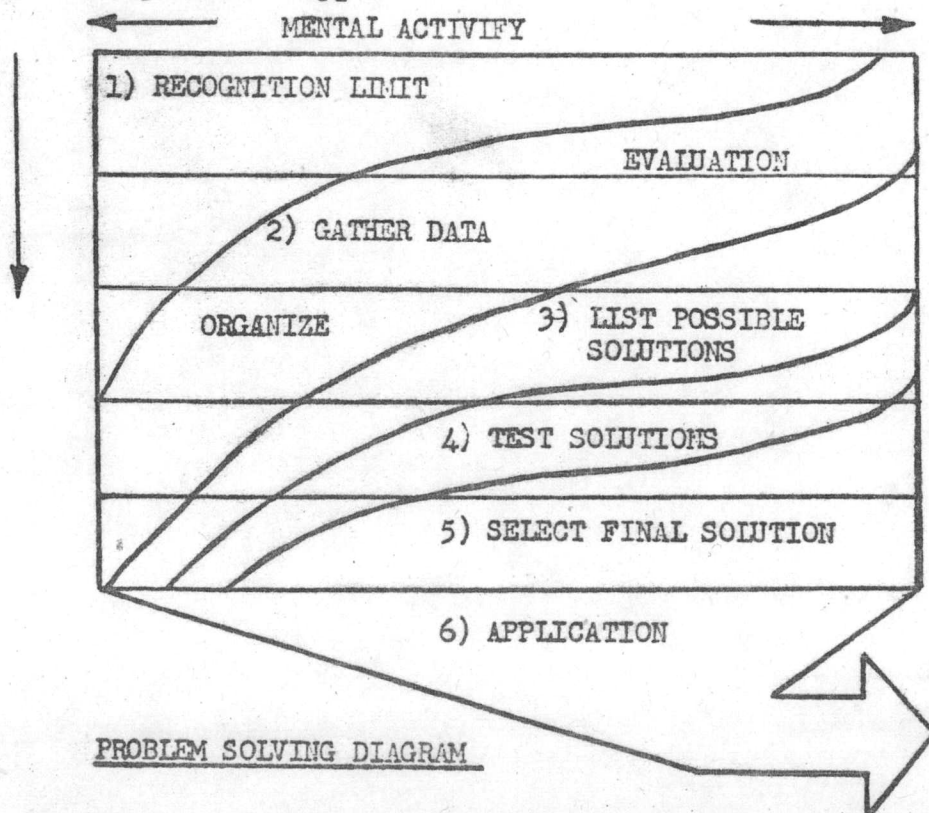 MENTAL ACTIVIFY
1) RECOGNITION LIMIT
EVALUATION
2) GATHER DATA
ORGANIZE
3) LIST POSSIBLE
SOLUTIONS
4) TEST SOLUTIONS
5) SELECT FINAL SOLUTION
6) APPLICATION
PROBLEM SOLVING DIAGRAM